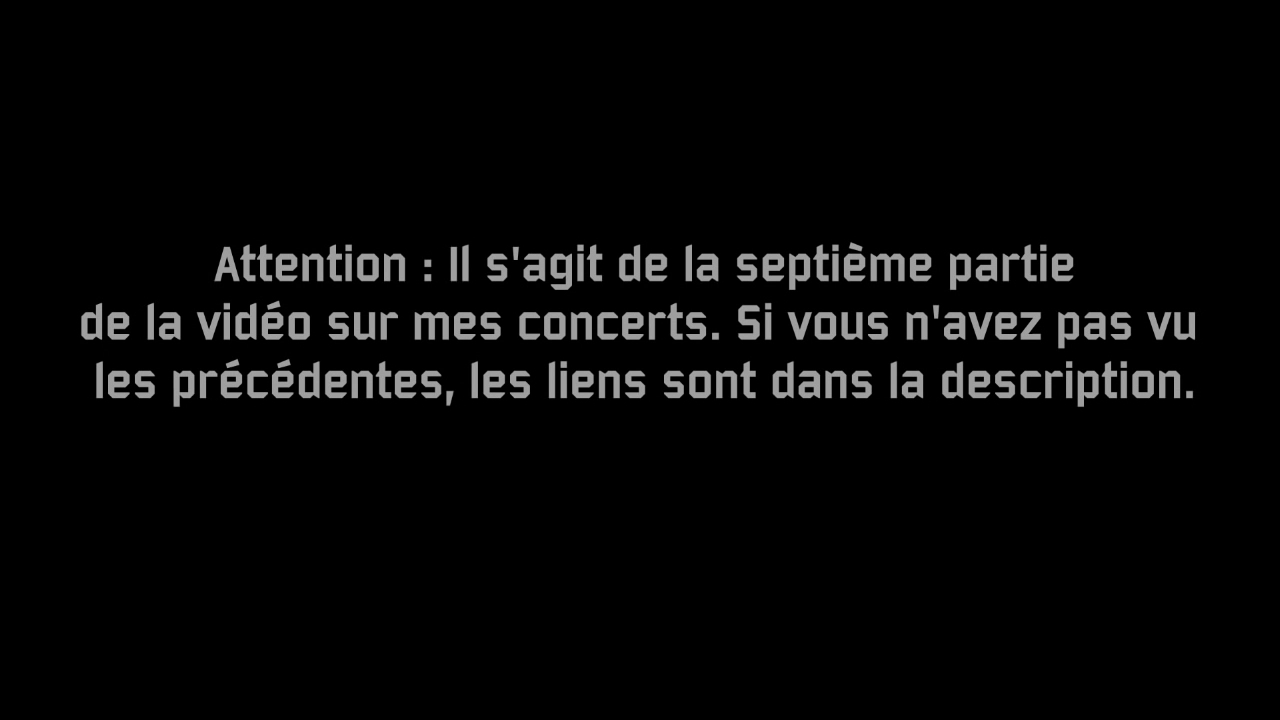 Attention : Il s'agit de la septième partie
de la vidéo sur mes concerts. Si vous n'avez pas vu
les précédentes, les liens sont dans la description.